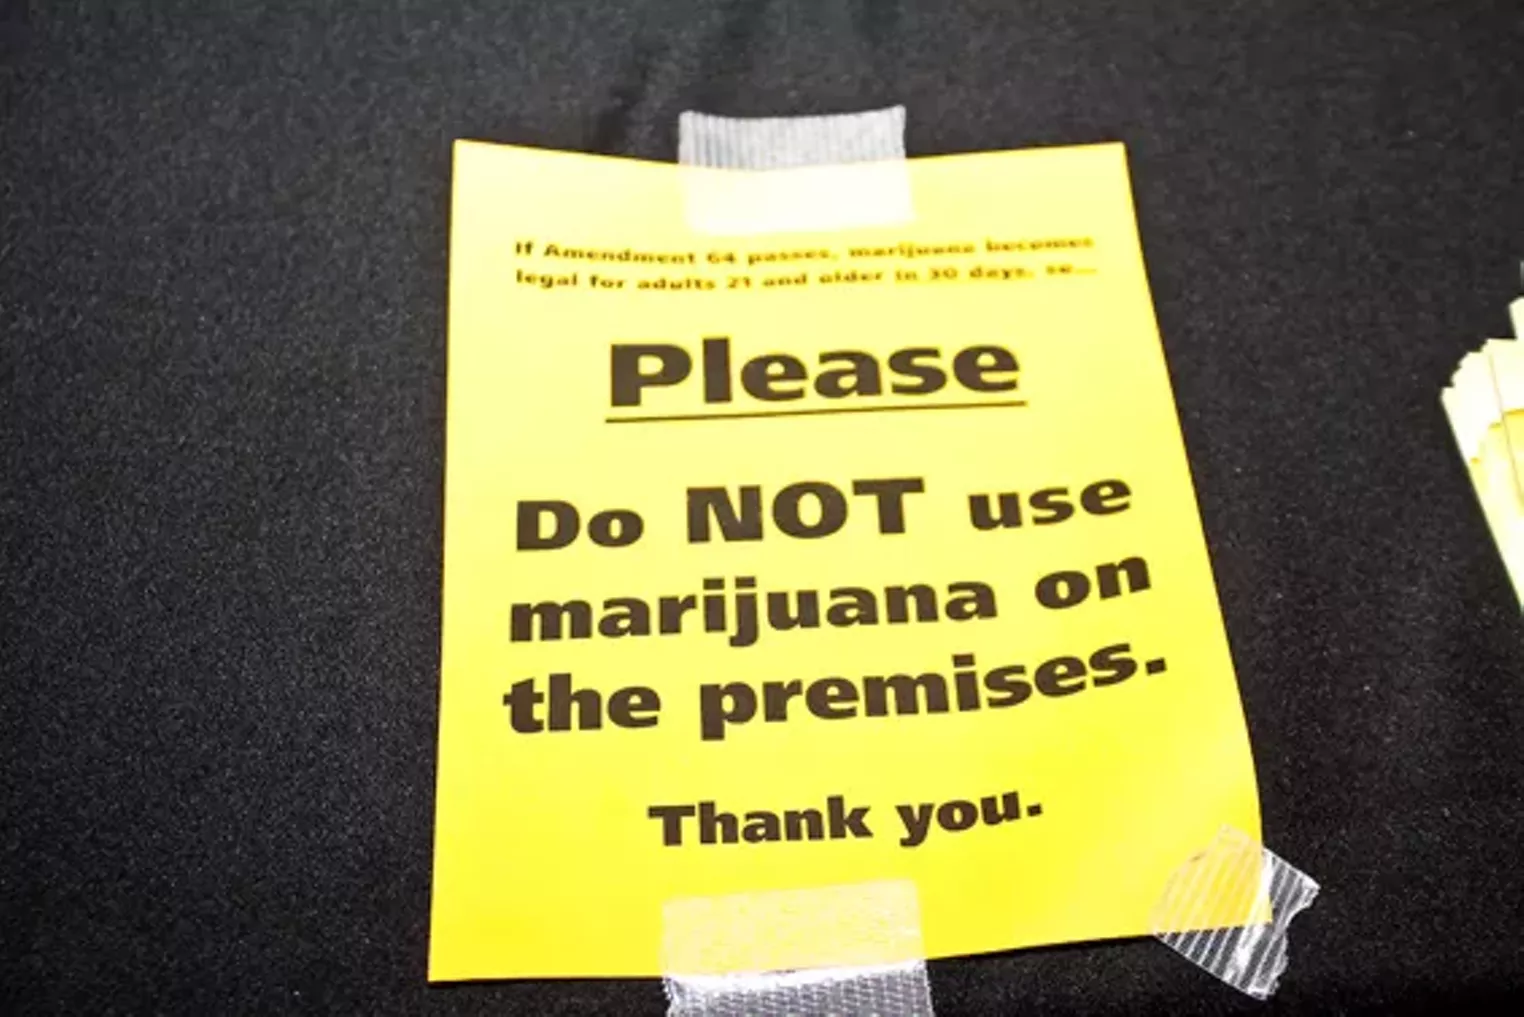 If Amendment 64 passes, marijuana becomes
legal for adults 21 and older in 30 days, so...
Please
Do NOT use
marijuana on
the premises.
Thank you.